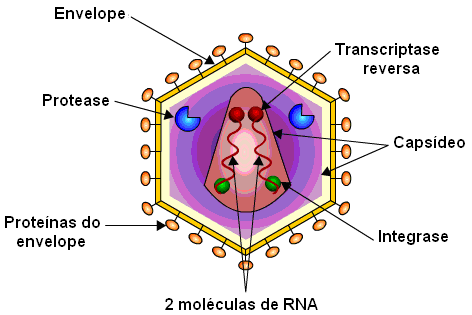 Envelope
Transcriptase
reversa
Protease
Capsídeo
Proteínas do
envelope
Integrase
2 moléculas de RNA